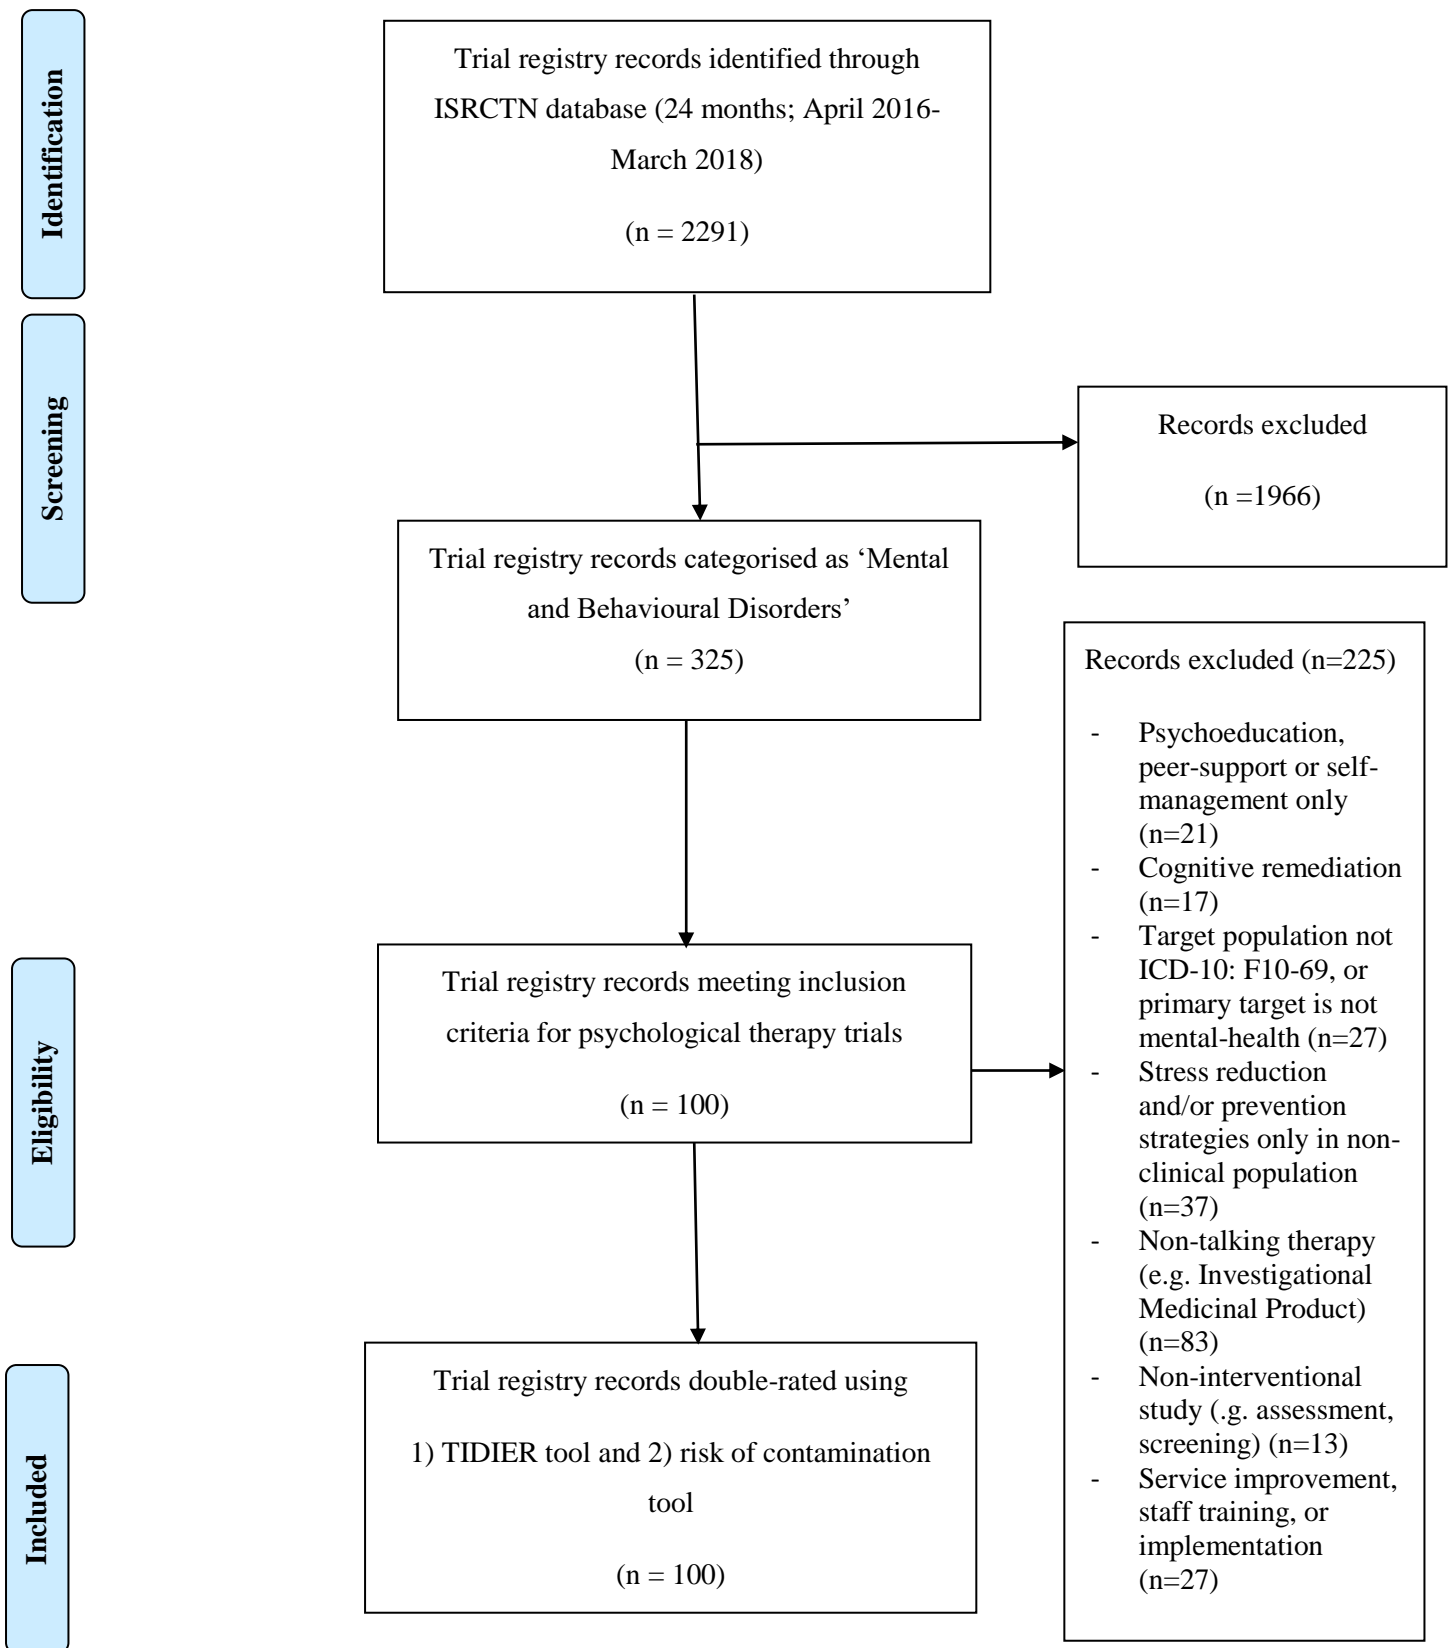 Identification
Trial registry records identified through
ISRCTN database (24 months; April 2016-
March 2018)
(n = 2291)
Screening
Records excluded
(n =1966)
Trial registry records categorised as ‘Mental
and Behavioural Disorders’
(n = 325)
Records excluded (n=225)
- Psychoeducation,
peer-support or self-
management only
(n=21)
- Cognitive remediation
(n=17)
- Target population not
ICD-10: F10-69, or
primary target is not
mental-health (n=27)
- Stress reduction
and/or prevention
strategies only in non-
clinical population
(n=37)
- Non-talking therapy
(e.g. Investigational
Medicinal Product)
(n=83)
- Non-interventional
study (.g. assessment,
screening) (n=13)
- Service improvement,
staff training, or
implementation
(n=27)
Eligibility
Trial registry records meeting inclusion
criteria for psychological therapy trials
(n = 100)
Included
Trial registry records double-rated using
1) TIDIER tool and 2) risk of contamination
tool
(n = 100)